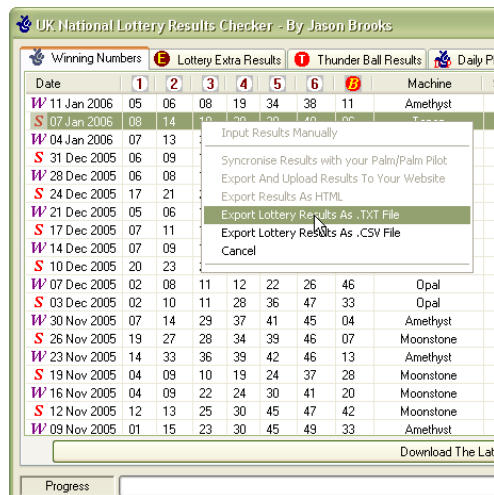 UK National Lottery Results Checker - By Jason Brooks
Winning Numbers E Lottery Extra Results T Thunder Ball Results Daily
Date 1 2 3 4 5 6 B Machine
W 11 Jan 2006 05 06 08 19 34 38 11 Amethyst
S 07 Jan 2006 08 14
W 04 Jan 2006 07 13
S 31 Dec 2005 06 09
W 28 Dec 2005 06 08
S 24 Dec 2005 17 21
W 21 Dec 2005 05 06
S 17 Dec 2005 07 11
W 14 Dec 2005 07 09
S 10 Dec 2005 20 23
Input Results Manually
Syncronise Results with your Palm/Palm Pilot
Export And Upload Results To Your Website
Export Results As HTML
Export Lottery Results As .TXT File
Export Lottery Results As .CSV File
Cancel
W 07 Dec 2005 02 08 11 12 22 26 46 Opal
S 03 Dec 2005 02 10 11 28 36 47 33 Opal
W 30 Nov 2005 07 14 29 37 41 45 04 Amethyst
S 26 Nov 2005 19 27 28 34 39 46 07 Moonstone
W 23 Nov 2005 14 33 36 39 42 46 13 Amethyst
S 19 Nov 2005 04 09 10 19 24 37 28 Moonstone
W 16 Nov 2005 04 09 22 24 30 41 20 Moonstone
S 12 Nov 2005 12 13 25 30 45 47 42 Moonstone
W 09 Nov 2005 01 15 23 30 45 49 33 Amethyst
Download The Lat
Progress